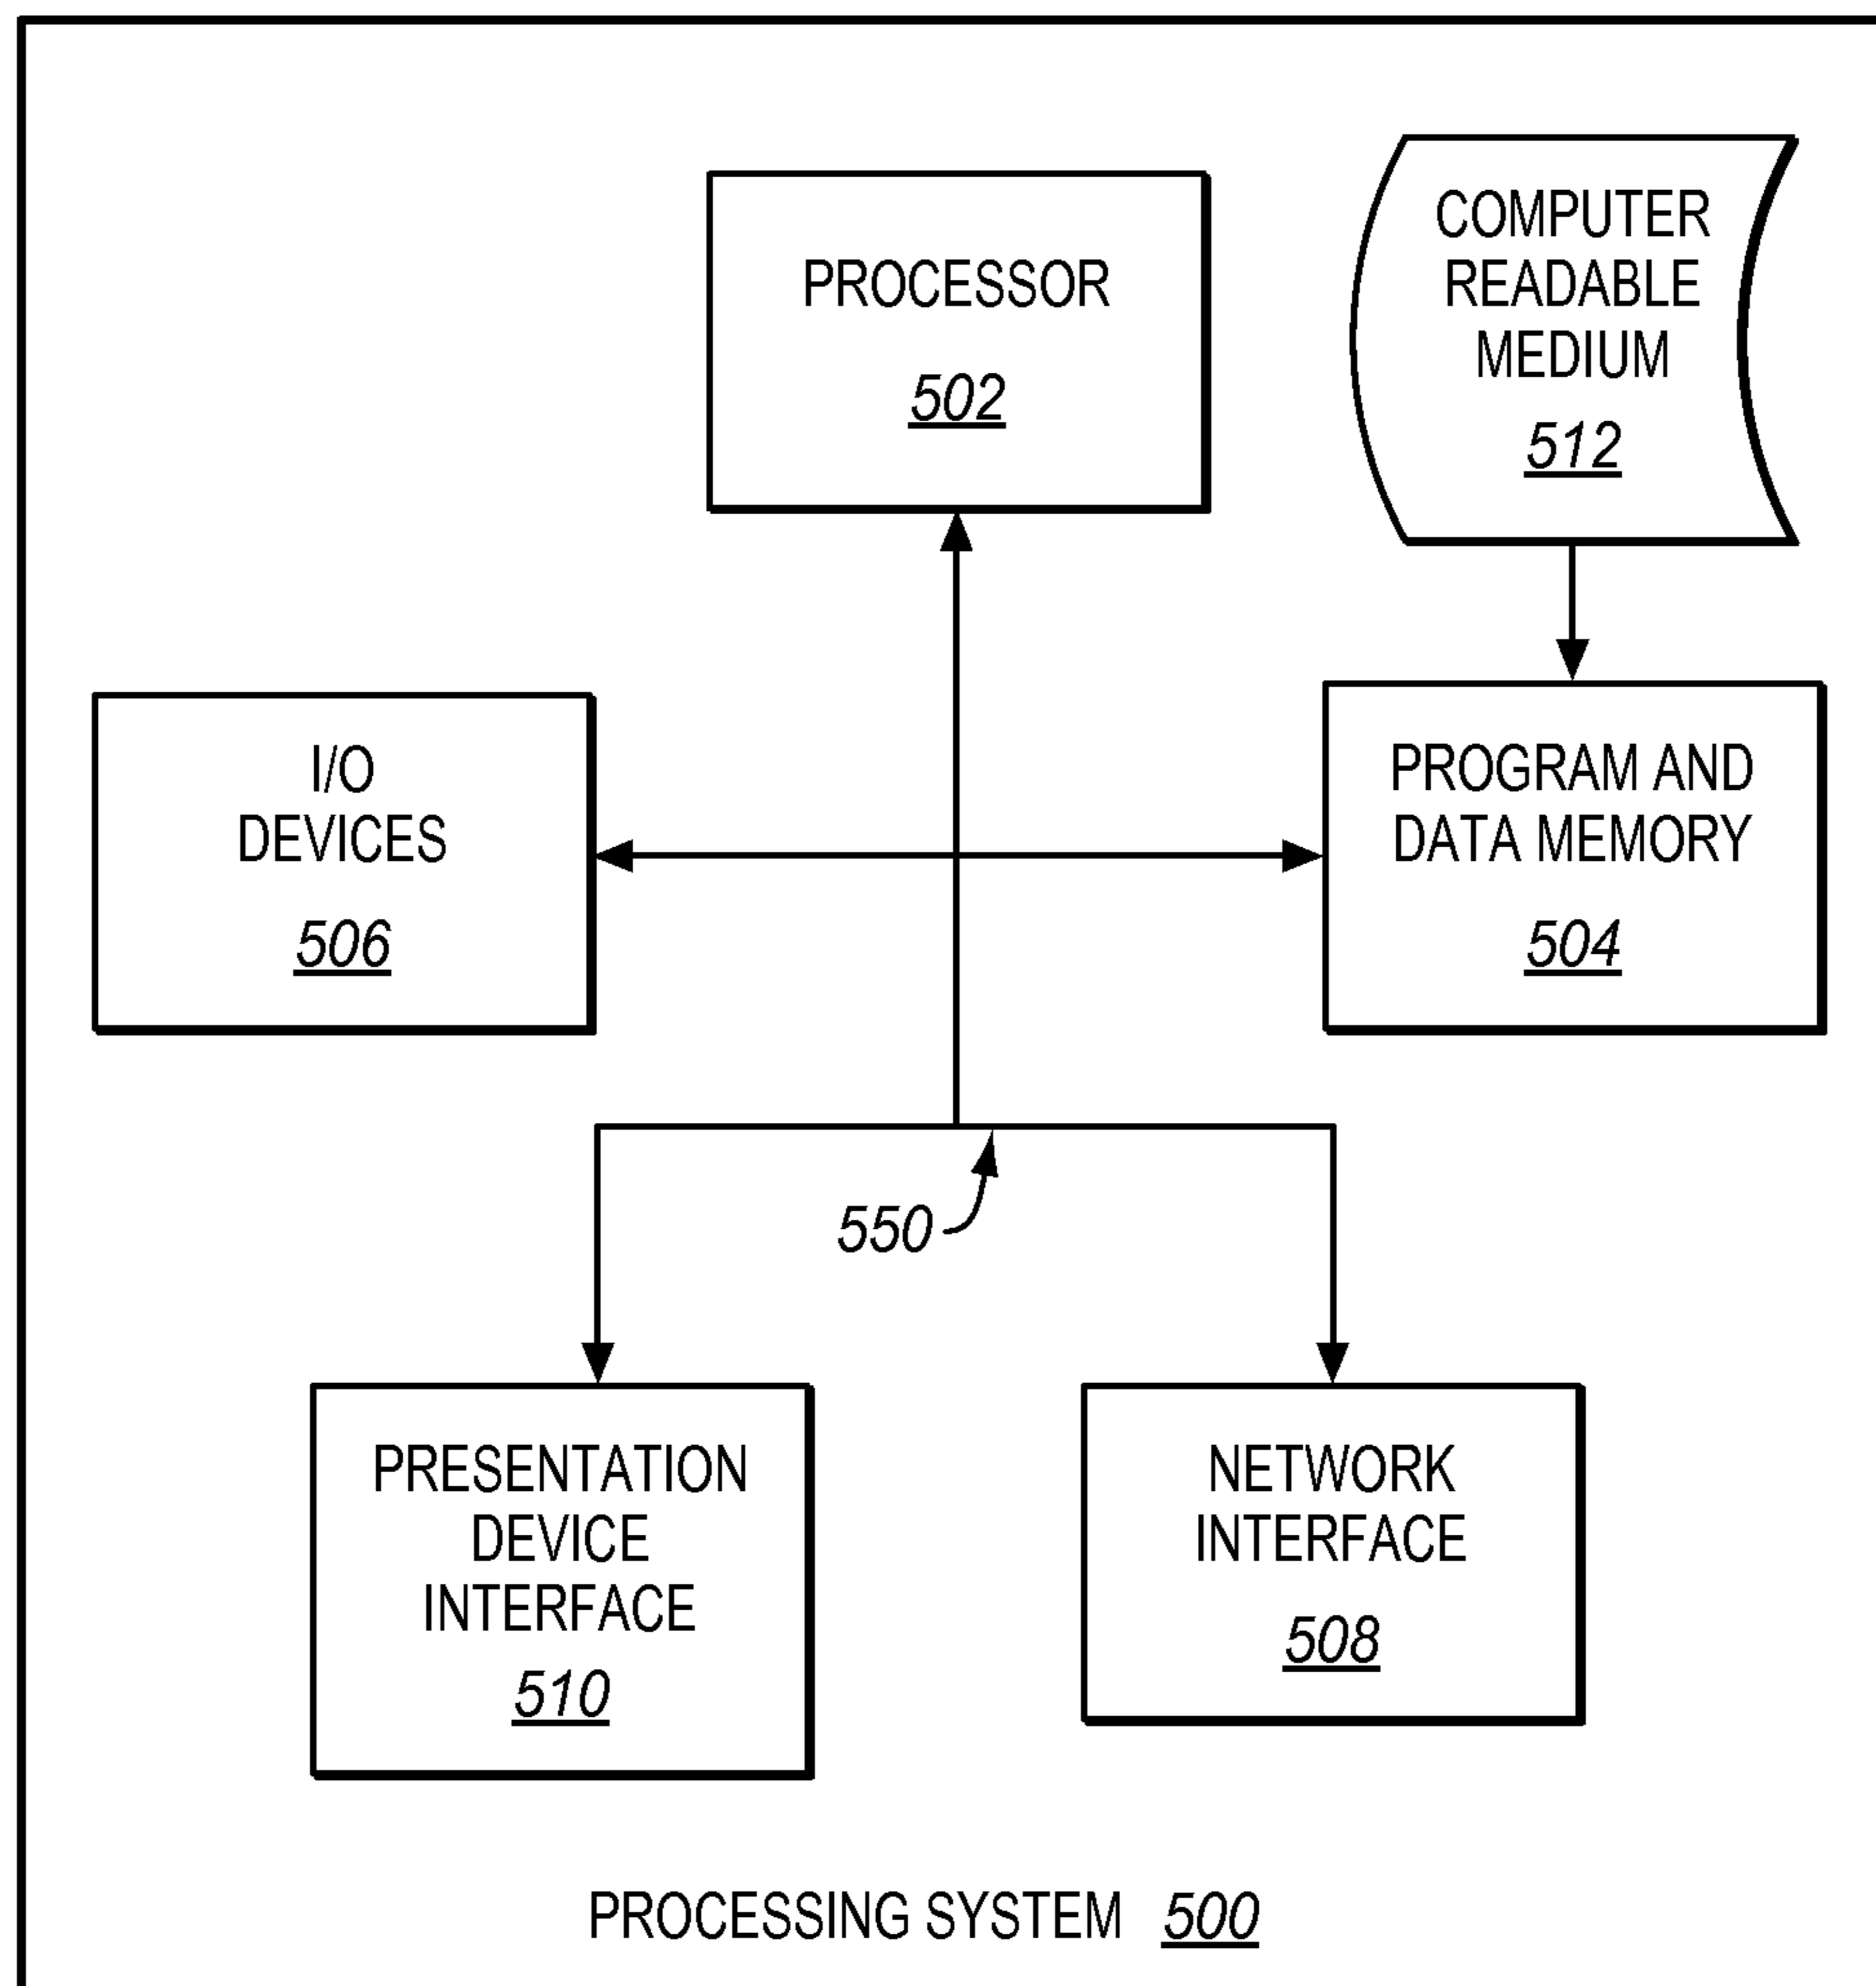 PROCESSOR
502
COMPUTER
READABLE
MEDIUM
512
I/O
DEVICES
506
PROGRAM AND
DATA MEMORY
504
550
PRESENTATION
DEVICE
INTERFACE
510
NETWORK
INTERFACE
508
PROCESSING SYSTEM 500